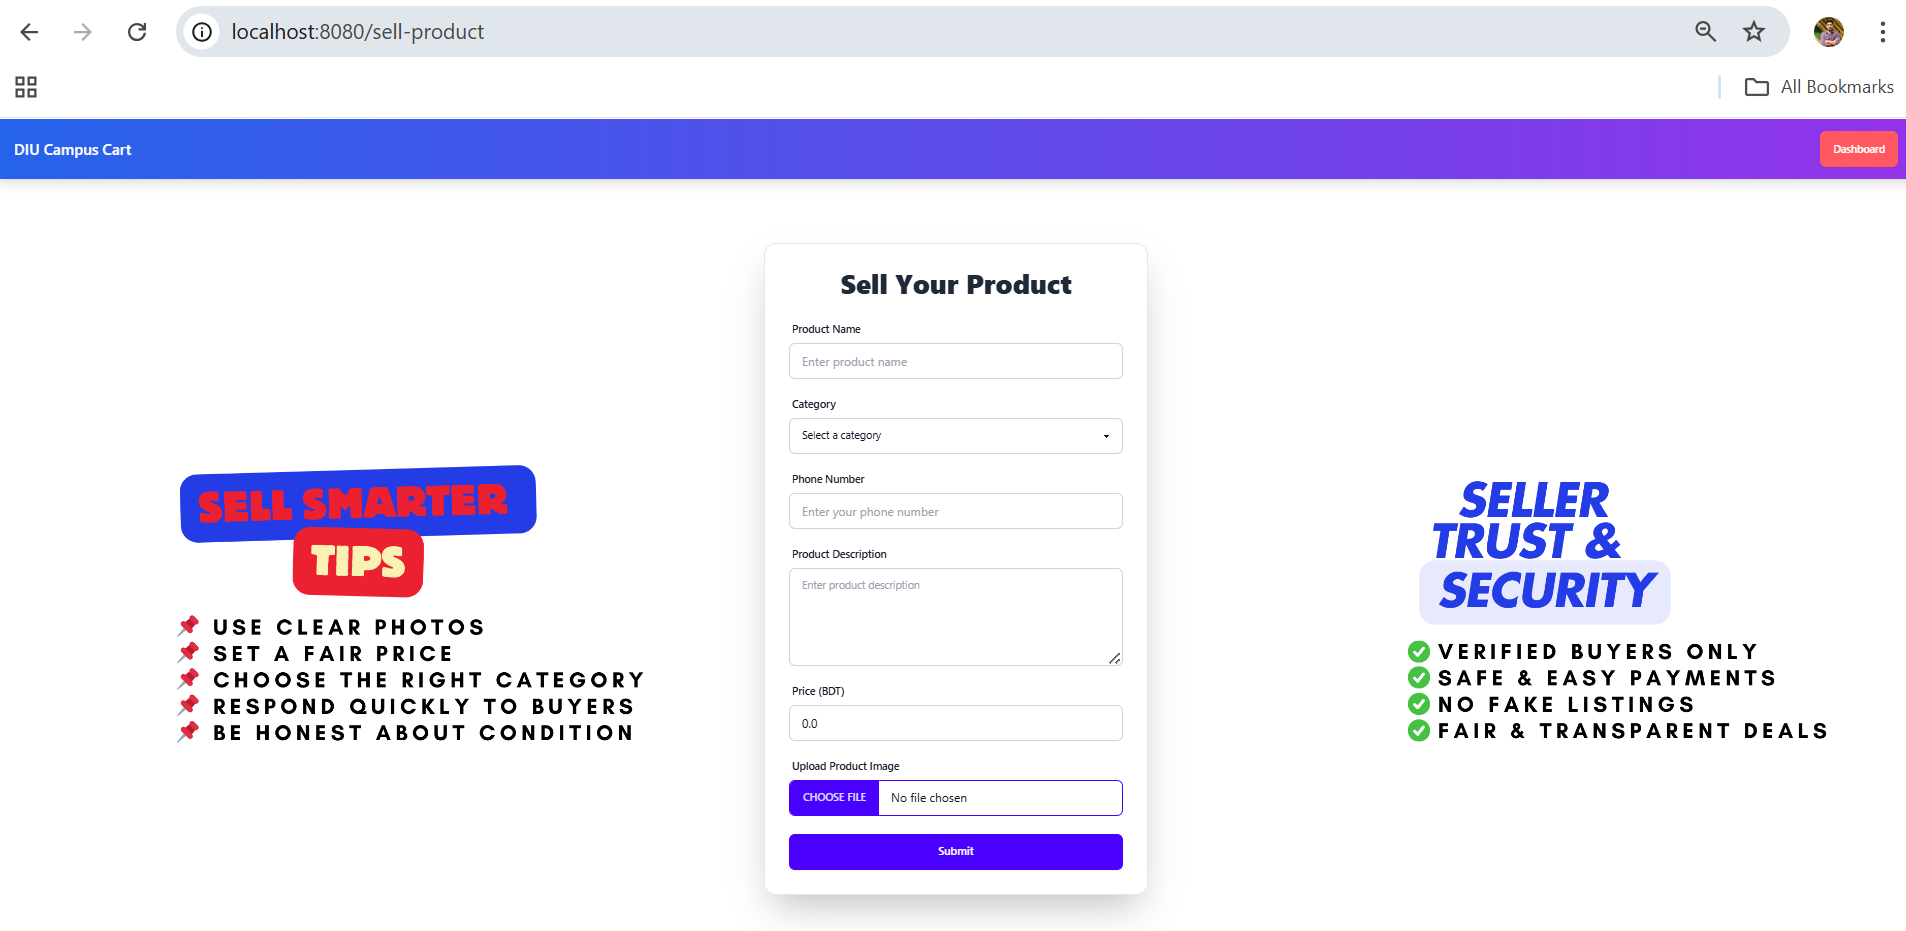 localhost:8080/sell-product
All Bookmarks
DIU Campus Cart
Dashboard
SELL SMARTER
TIPS
USE CLEAR PHOTOS
SET A FAIR PRICE
CHOOSE THE RIGHT CATEGORY
RESPOND QUICKLY TO BUYERS
BE HONEST ABOUT CONDITION
Sell Your Product
Product Name
Enter product name
Category
Select a category
Phone Number
Enter your phone number
Product Description
Enter product description
Price (BDT)
0.0
Upload Product Image
CHOOSE FILE No file chosen
Submit
SELLER
TRUST &
SECURITY
VERIFIED BUYERS ONLY
SAFE & EASY PAYMENTS
NO FAKE LISTINGS
FAIR & TRANSPARENT DEALS